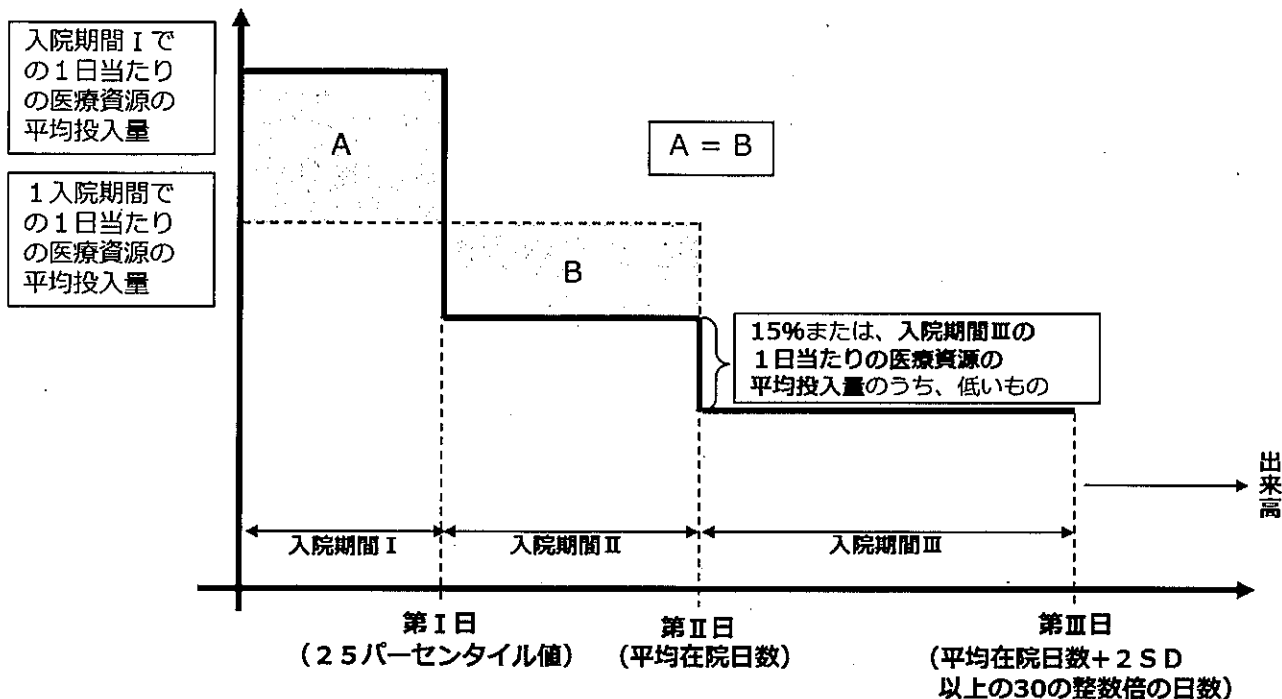 入院期間Ⅰで
の1日当たり
の医療資源の
平均投入量
A
A = B
1入院期間で
の1日当たり
の医療資源の
平均投入量
B
15%または、入院期間Ⅲの
1日当たりの医療資源の
平均投入量のうち、低いもの
出来高
入院期間Ⅰ
入院期間Ⅱ
入院期間Ⅲ
第Ⅰ日
(25パーセンタイル値)
第Ⅱ日
(平均在院日数)
第Ⅲ日
(平均在院日数+2SD
以上の30の整数倍の日数)